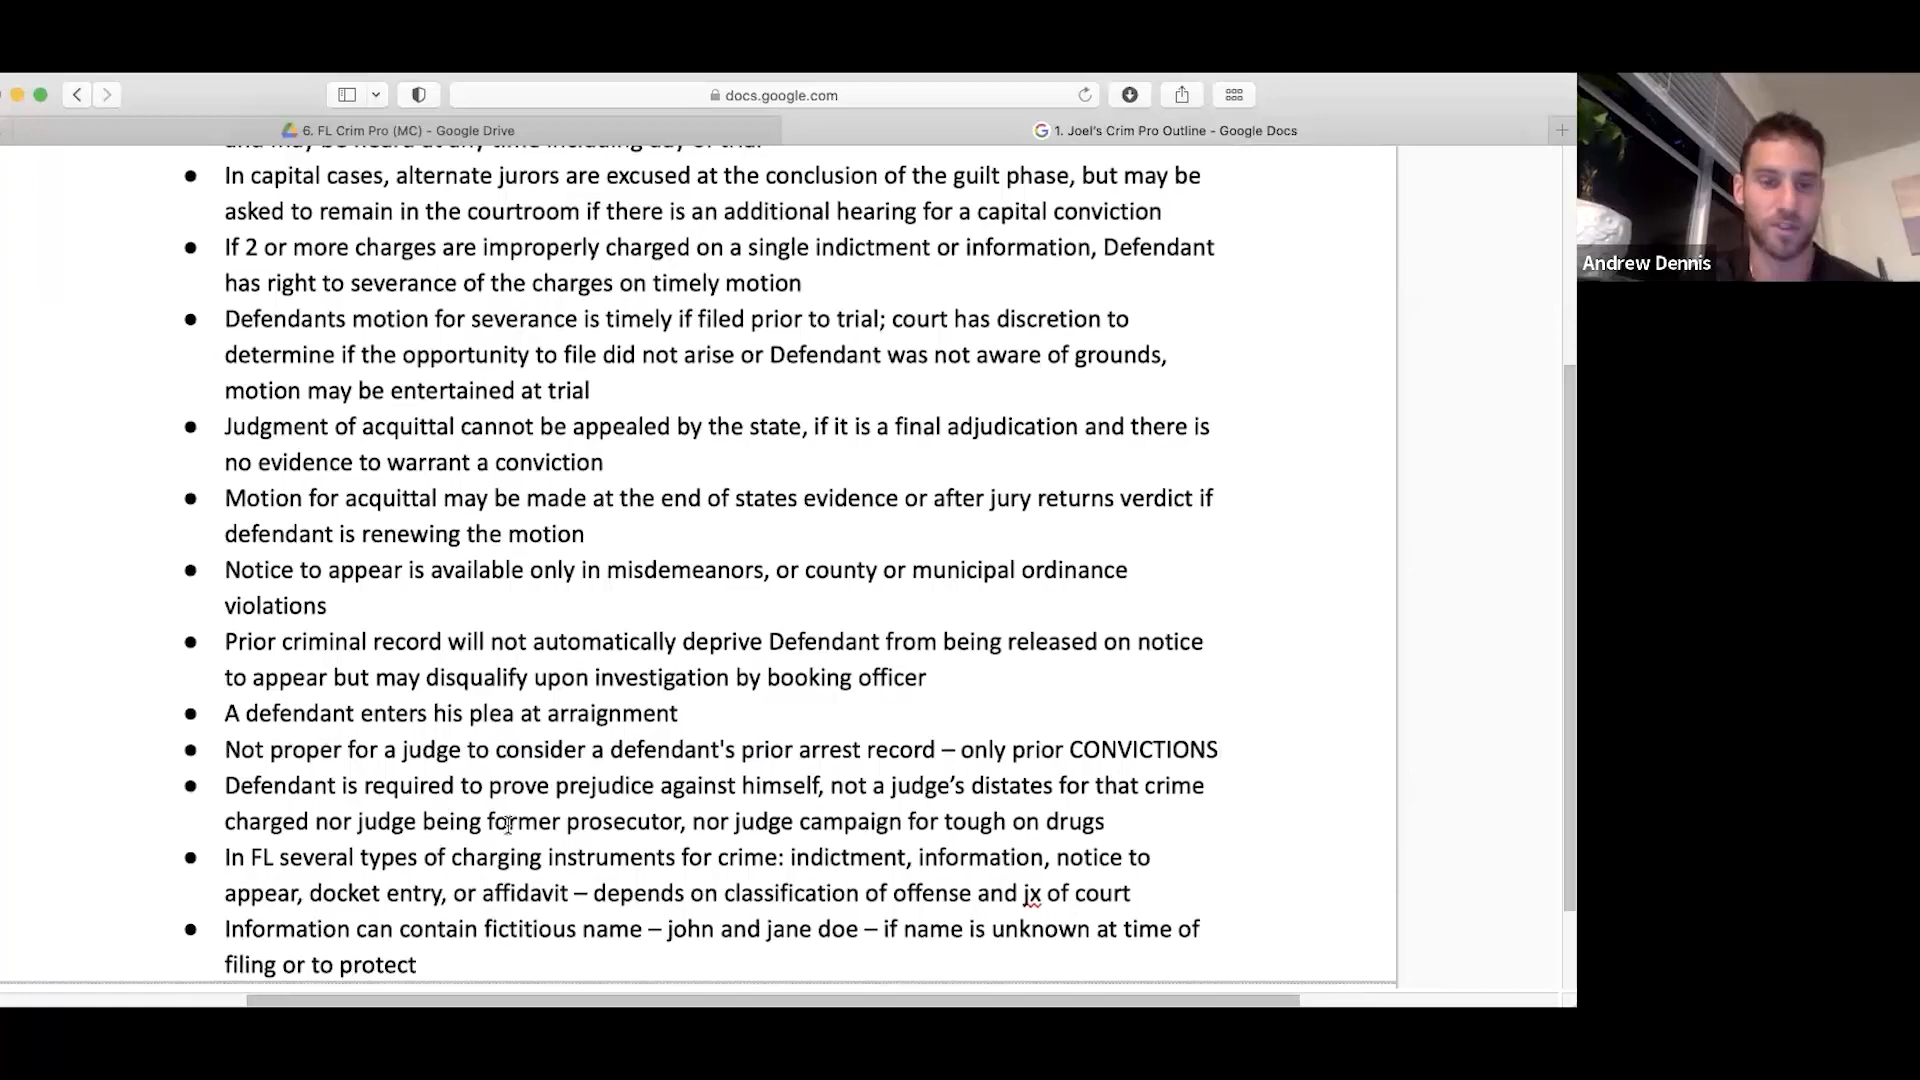 docs.google.com
6. FL Crim Pro (MC) - Google Drive
1. Joel's Crim Pro Outline - Google Docs
and may be heard at any time including day of trial
● In capital cases, alternate jurors are excused at the conclusion of the guilt phase, but may be
asked to remain in the courtroom if there is an additional hearing for a capital conviction
● If 2 or more charges are improperly charged on a single indictment or information, Defendant
has right to severance of the charges on timely motion
● Defendants motion for severance is timely if filed prior to trial; court has discretion to
determine if the opportunity to file did not arise or Defendant was not aware of grounds,
motion may be entertained at trial
● Judgment of acquittal cannot be appealed by the state, if it is a final adjudication and there is
no evidence to warrant a conviction
● Motion for acquittal may be made at the end of states evidence or after jury returns verdict if
defendant is renewing the motion
● Notice to appear is available only in misdemeanors, or county or municipal ordinance
violations
● Prior criminal record will not automatically deprive Defendant from being released on notice
to appear but may disqualify upon investigation by booking officer
● A defendant enters his plea at arraignment
● Not proper for a judge to consider a defendant's prior arrest record – only prior CONVICTIONS
● Defendant is required to prove prejudice against himself, not a judge’s distates for that crime
charged nor judge being former prosecutor, nor judge campaign for tough on drugs
● In FL several types of charging instruments for crime: indictment, information, notice to
appear, docket entry, or affidavit – depends on classification of offense and jx of court
● Information can contain fictitious name – john and jane doe – if name is unknown at time of
filing or to protect
Andrew Dennis